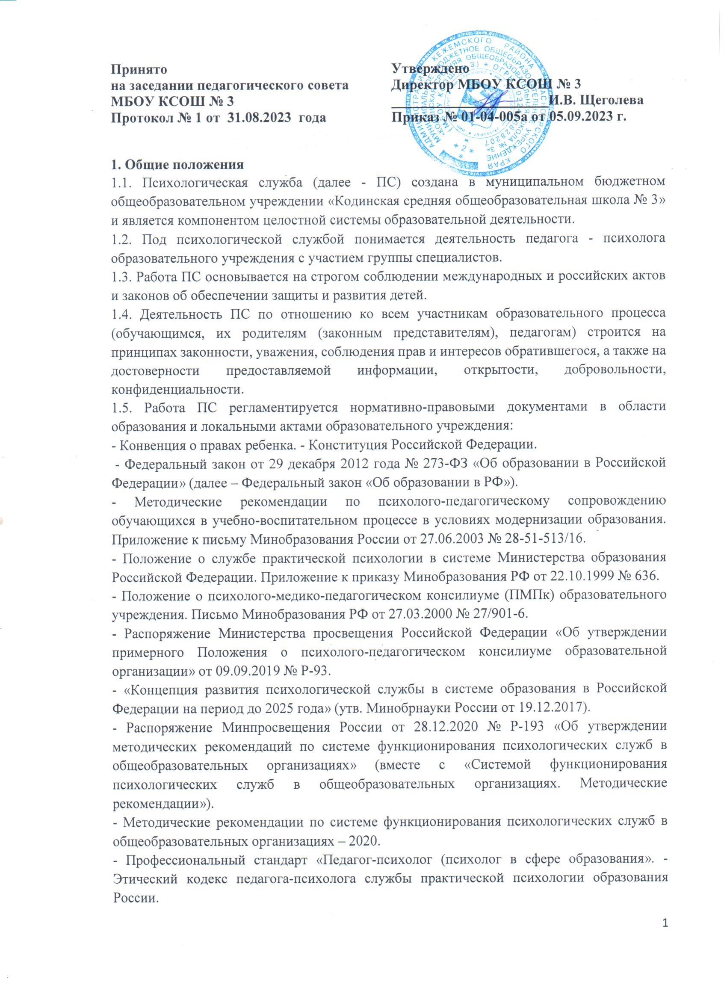 Принято
на заседании педагогического совета
МБОУ КСОШ № 3
Протокол № 1 от 31.08.2023 года
Утверждено
Директор МБОУ КСОШ № 3
И.В. Щеголева
Приказ № 01-04-005а от 05.09.2023 г.
1. Общие положения
1.1. Психологическая служба (далее - ПС) создана в муниципальном бюджетном
общеобразовательном учреждении «Кодинская средняя общеобразовательная школа № 3»
и является компонентом целостной системы образовательной деятельности.
1.2. Под психологической службой понимается деятельность педагога - психолога
образовательного учреждения с участием группы специалистов.
1.3. Работа ПС основывается на строгом соблюдении международных и российских актов
и законов об обеспечении защиты и развития детей.
1.4. Деятельность ПС по отношению ко всем участникам образовательного процесса
(обучающимся, их родителям (законным представителям), педагогам) строится на
принципах законности, уважения, соблюдения прав и интересов обратившегося, а также на
достоверности предоставляемой информации, открытости, добровольности,
конфиденциальности.
1.5. Работа ПС регламентируется нормативно-правовыми документами в области
образования и локальными актами образовательного учреждения:
- Конвенция о правах ребенка. - Конституция Российской Федерации.
- Федеральный закон от 29 декабря 2012 года № 273-ФЗ «Об образовании в Российской
Федерации» (далее – Федеральный закон «Об образовании в РФ»).
- Методические рекомендации по психолого-педагогическому сопровождению
обучающихся в учебно-воспитательном процессе в условиях модернизации образования.
Приложение к письму Минобразования России от 27.06.2003 № 28-51-513/16.
- Положение о службе практической психологии в системе Министерства образования
Российской Федерации. Приложение к приказу Минобразования РФ от 22.10.1999 № 636.
- Положение о психолого-медико-педагогическом консилиуме (ПМПк) образовательного
учреждения. Письмо Минобразования РФ от 27.03.2000 № 27/901-6.
- Распоряжение Министерства просвещения Российской Федерации «Об утверждении
примерного Положения о психолого-педагогическом консилиуме образовательной
организации» от 09.09.2019 № Р-93.
- «Концепция развития психологической службы в системе образования в Российской
Федерации на период до 2025 года» (утв. Минобрнауки России от 19.12.2017).
- Распоряжение Минпросвещения России от 28.12.2020 № Р-193 «Об утверждении
методических рекомендаций по системе функционирования психологических служб в
общеобразовательных организациях» (вместе с «Системой функционирования
психологических служб в общеобразовательных организациях. Методические
рекомендации»).
- Методические рекомендации по системе функционирования психологических служб в
общеобразовательных организациях – 2020.
- Профессиональный стандарт «Педагог-психолог (психолог в сфере образования». -
Этический кодекс педагога-психолога службы практической психологии образования
России.
1
КЕЖЕМСКОГО РАЙОНА
КРАЯ